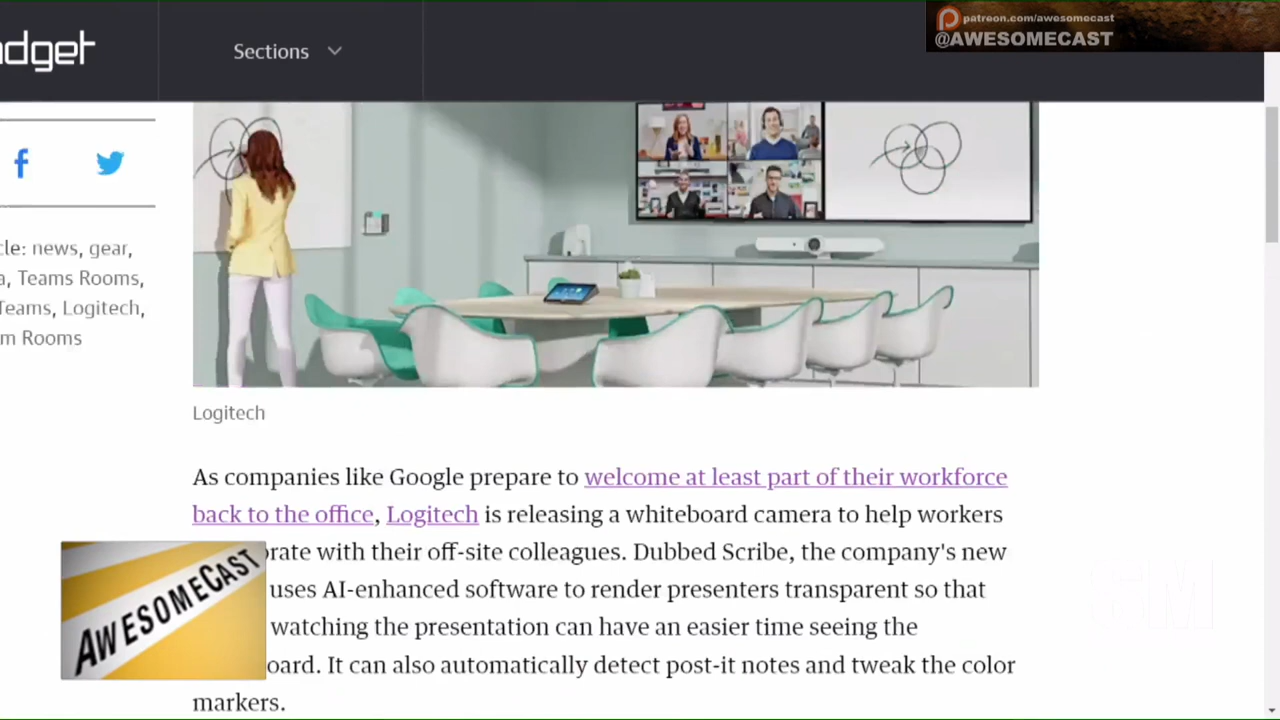 patreon.com/awesomecast
@AWESOMECAST
adget
Sections
cle: news, gear,
a, Teams Rooms,
Teams, Logitech,
m Rooms
Logitech
As companies like Google prepare to welcome at least part of their workforce
back to the office, Logitech is releasing a whiteboard camera to help workers
orate with their off-site colleagues. Dubbed Scribe, the company's new
uses AI-enhanced software to render presenters transparent so that
watching the presentation can have an easier time seeing the
oard. It can also automatically detect post-it notes and tweak the color
markers.
AWESOMECAST